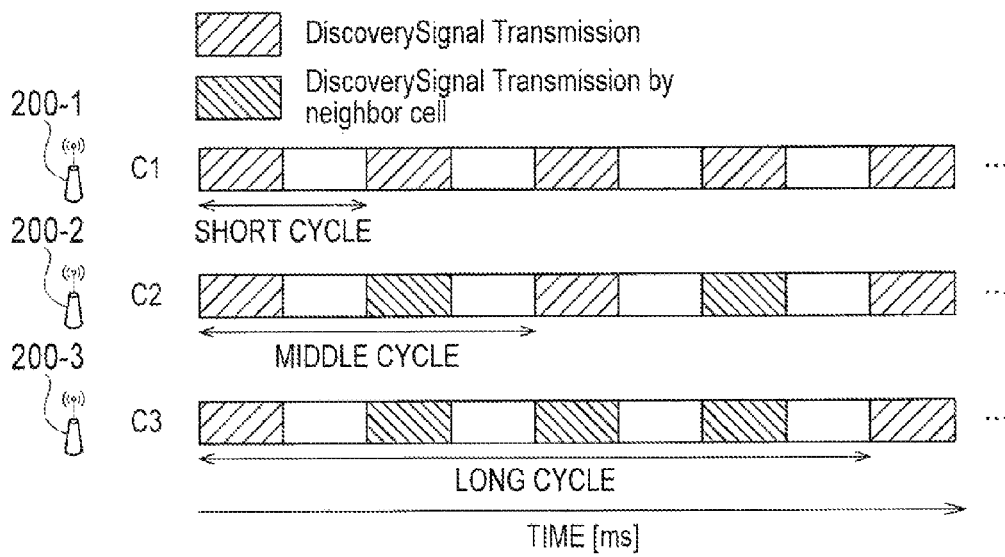 DiscoverySignal Transmission
DiscoverySignal Transmission by
neighbor cell
200-1
C1
...
SHORT CYCLE
200-2
C2
...
MIDDLE CYCLE
200-3
C3
...
LONG CYCLE
TIME [ms]